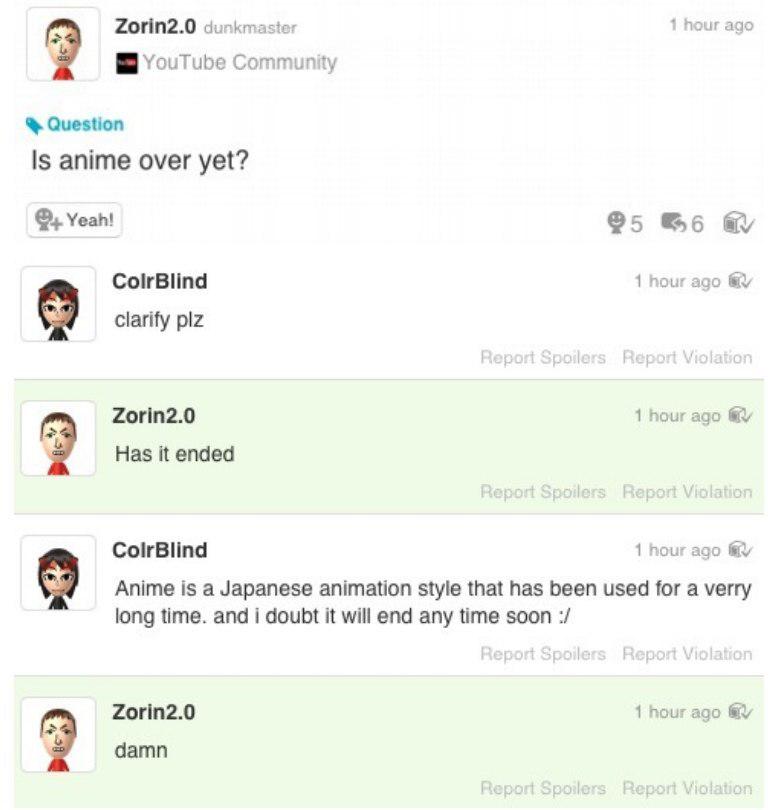 Zorin2.0 dunkmaster 1 hour ago
YouTube Community
Question
Is anime over yet?
Yeah! 5 6
ColrBlind 1 hour ago
clarify plz
Report Spoilers Report Violation
Zorin2.0 1 hour ago
Has it ended
Report Spoilers Report Violation
ColrBlind 1 hour ago
Anime is a Japanese animation style that has been used for a verry
long time. and i doubt it will end any time soon :/
Report Spoilers Report Violation
Zorin2.0 1 hour ago
damn
Report Spoilers Report Violation